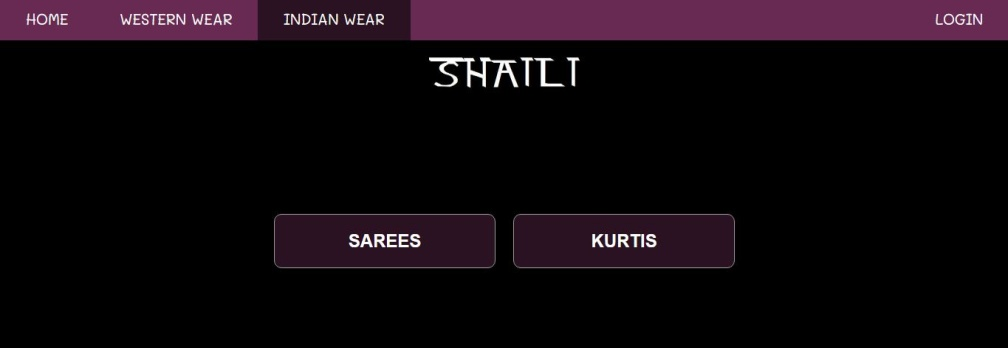 HOME WESTERN WEAR INDIAN WEAR LOGIN
SHAILI
SAREES KURTIS